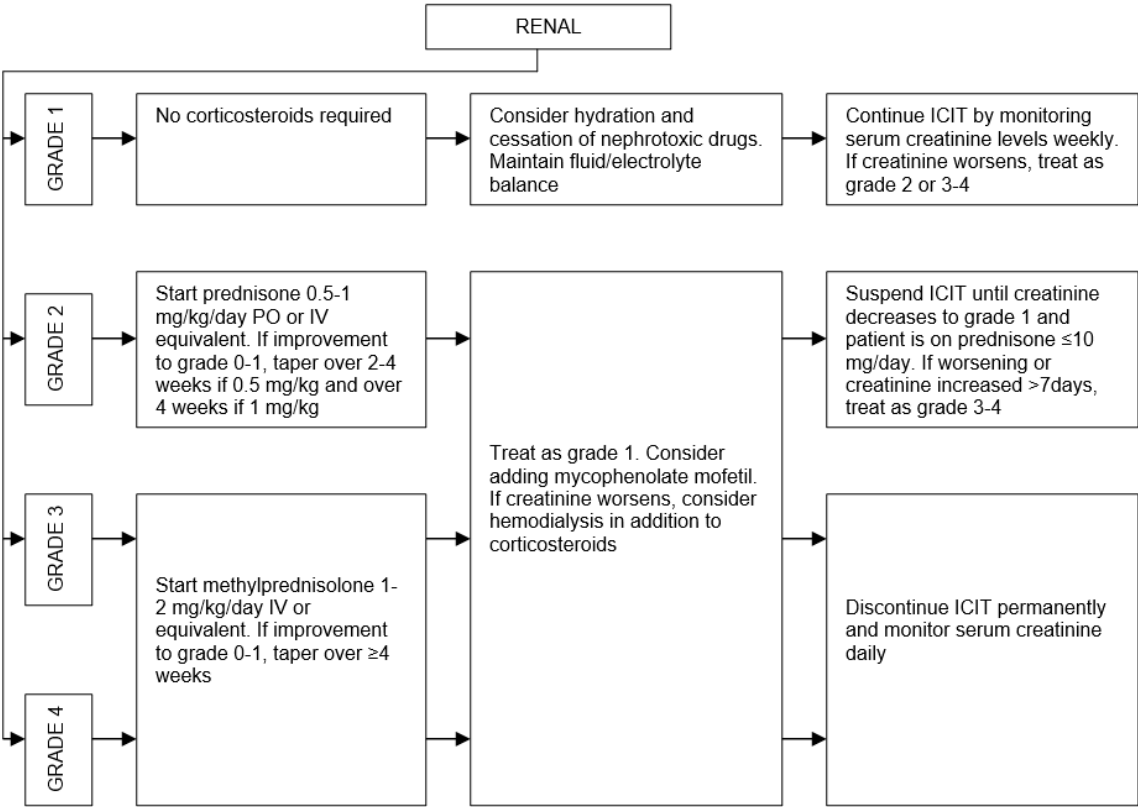 RENAL
GRADE 1
No corticosteroids required
Consider hydration and
cessation of nephrotoxic drugs.
Maintain fluid/electrolyte
balance
Continue ICIT by monitoring
serum creatinine levels weekly.
If creatinine worsens, treat as
grade 2 or 3-4
GRADE 2
Start prednisone 0.5-1
mg/kg/day PO or IV
equivalent. If improvement
to grade 0-1, taper over 2-4
weeks if 0.5 mg/kg and over
4 weeks if 1 mg/kg
Treat as grade 1. Consider
adding mycophenolate mofetil.
If creatinine worsens, consider
hemodialysis in addition to
corticosteroids
Suspend ICIT until creatinine
decreases to grade 1 and
patient is on prednisone ≤10
mg/day. If worsening or
creatinine increased >7days,
treat as grade 3-4
GRADE 3
Start methylprednisolone 1-
2 mg/kg/day IV or
equivalent. If improvement
to grade 0-1, taper over ≥4
weeks
Discontinue ICIT permanently
and monitor serum creatinine
daily
GRADE 4